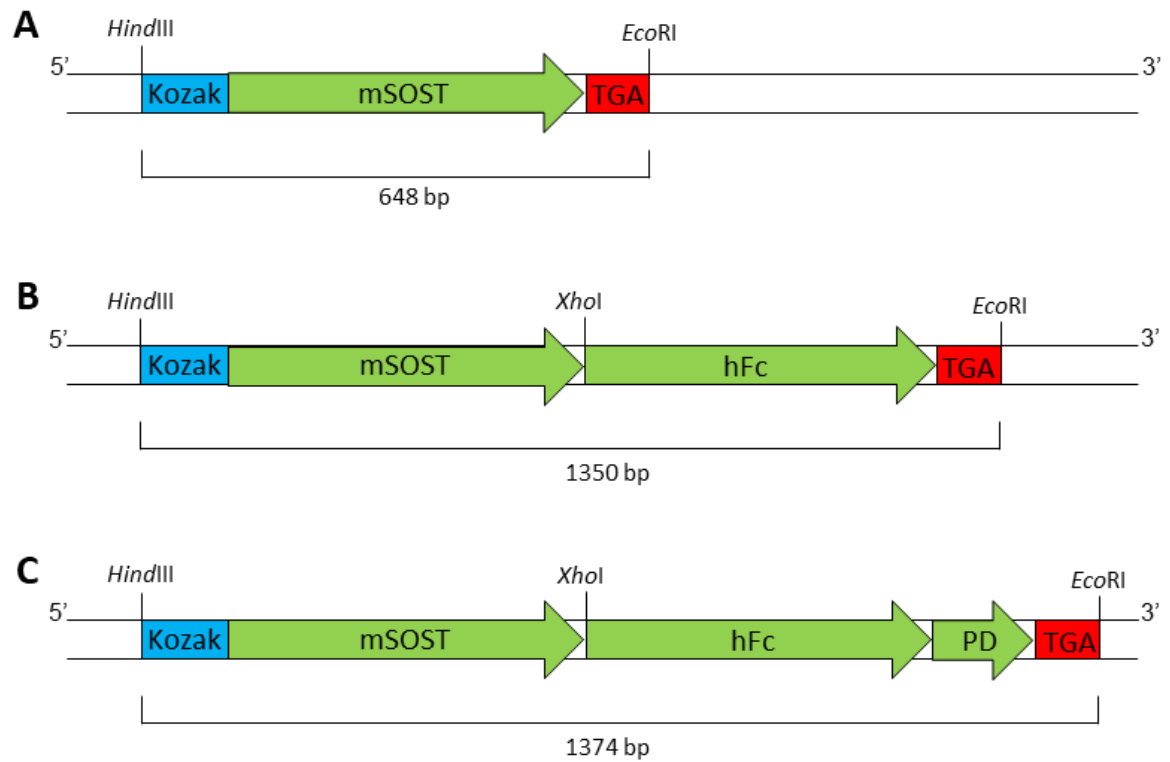 A
HindIII
EcoRI
5’
3’
Kozak
mSOST
TGA
648 bp
B
HindIII
XhoI
EcoRI
5’
3’
Kozak
mSOST
hFc
TGA
1350 bp
C
HindIII
XhoI
EcoRI
5’
3’
Kozak
mSOST
hFc
PD
TGA
1374 bp